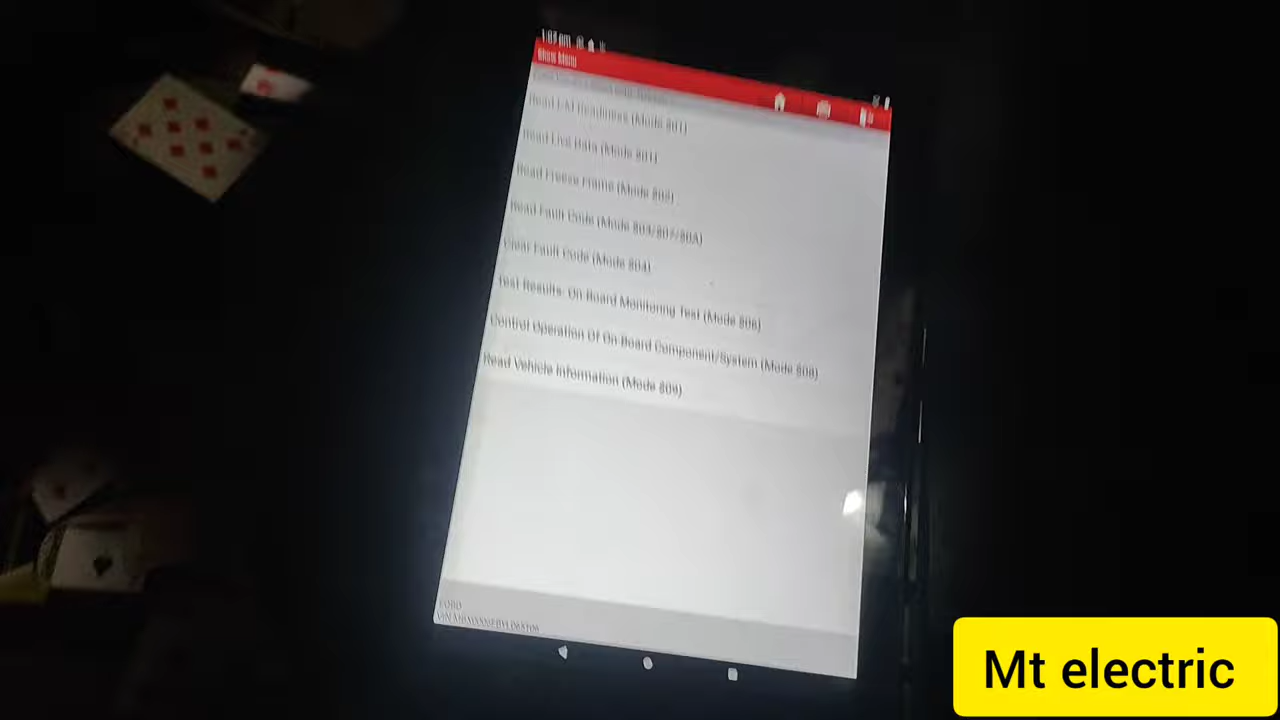 Show Menu
Read I/M Readiness (Mode $01)
Read Live Data (Mode $01)
Read Freeze Frame (Mode $02)
Read Fault Code (Mode $03/$07/$0A)
Clear Fault Code (Mode $04)
Test Results: On Board Monitoring Test (Mode $06)
Control Operation Of On-Board Component/System (Mode $08)
Read Vehicle Information (Mode $09)
FORD
Mt electric